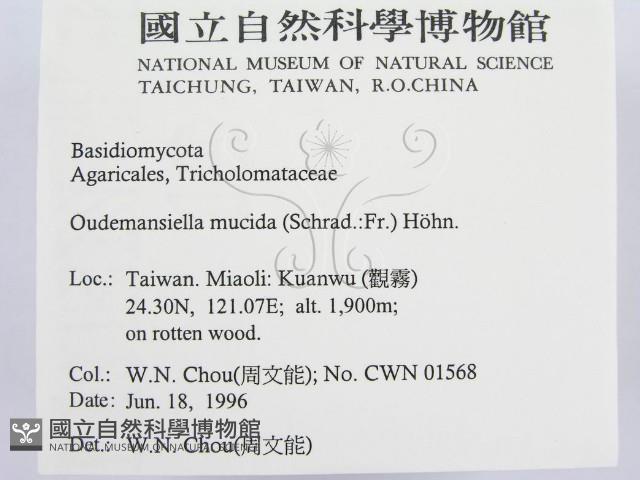 國立自然科學博物館
NATIONAL MUSEUM OF NATURAL SCIENCE
TAICHUNG, TAIWAN, R.O.CHINA
Basidiomycota
Agaricales, Tricholomataceae
Oudemansiella mucida (Schrad.:Fr.) Höhn.
Loc.: Taiwan. Miaoli: Kuanwu (觀霧)
24.30N, 121.07E; alt. 1,900m;
on rotten wood.
Col.: W.N. Chou(周文能); No. CWN 01568
Date: Jun. 18, 1996
國立自然科學博物館
NATIONAL MUSEUM OF NATURAL SCIENCE
Det.: W.N. Chou(周文能)